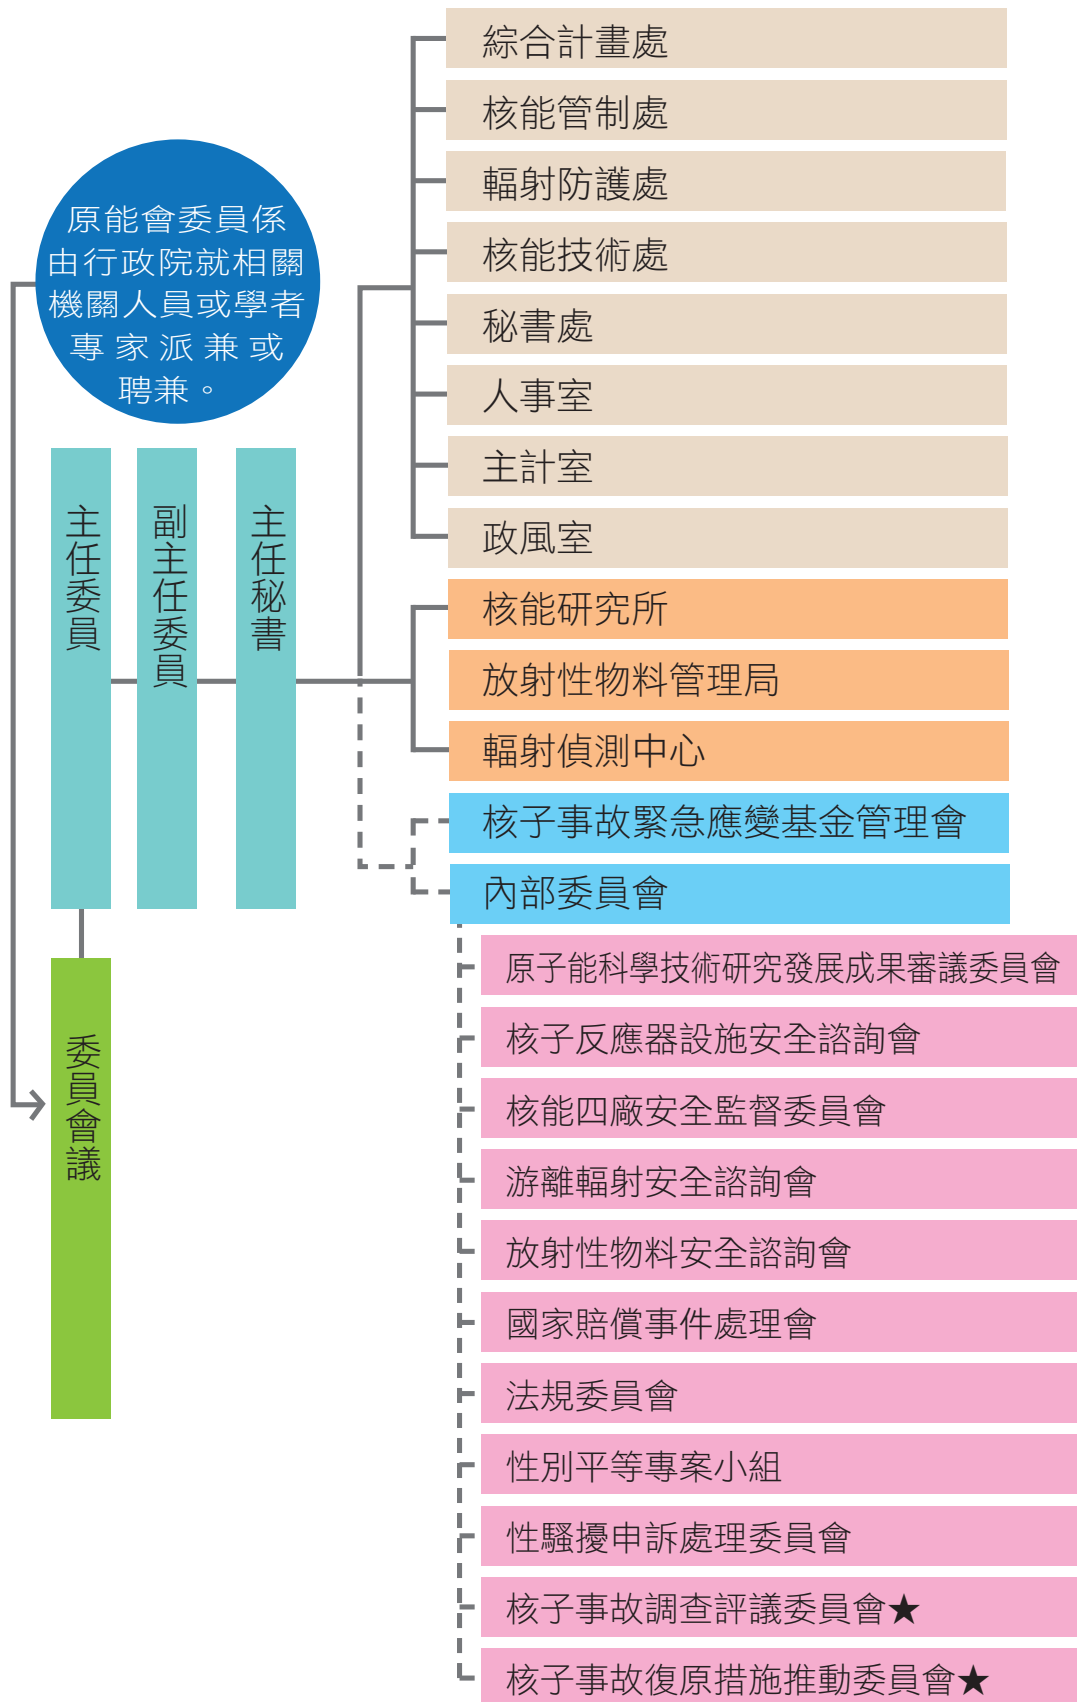 綜合計畫處
核能管制處
輻射防護處
核能技術處
秘書處
人事室
主計室
政風室
原能會委員係
由行政院就相關
機關人員或學者
專家派兼或
聘兼。
主任委員
副主任委員
主任秘書
委員會議
核能研究所
放射性物料管理局
輻射偵測中心
核子事故緊急應變基金管理會
內部委員會
原子能科學技術研究發展成果審議委員會
核子反應器設施安全諮詢會
核能四廠安全監督委員會
游離輻射安全諮詢會
放射性物料安全諮詢會
國家賠償事件處理會
法規委員會
性別平等專案小組
性騷擾申訴處理委員會
核子事故調查評議委員會★
核子事故復原措施推動委員會★